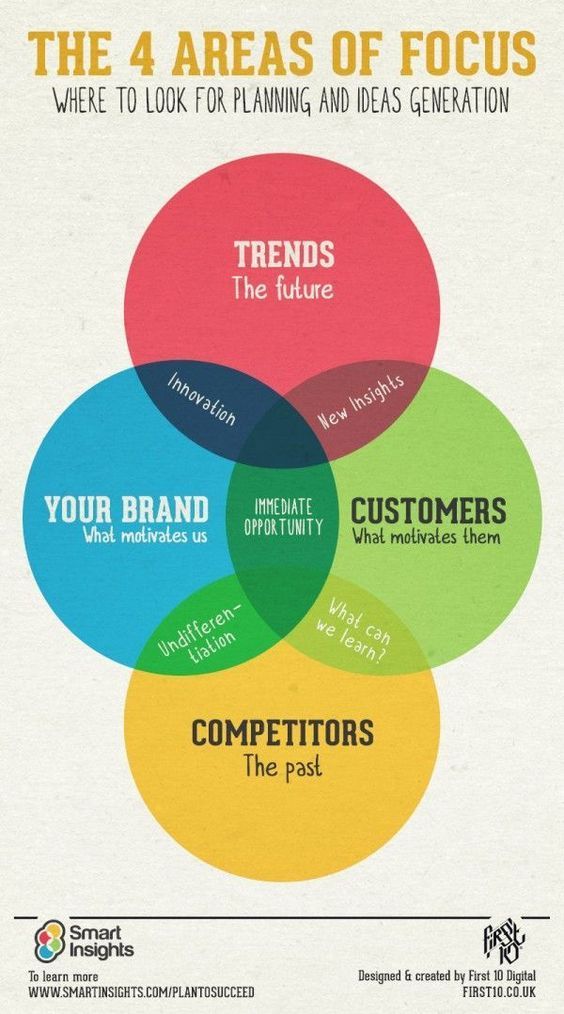 THE 4 AREAS OF FOCUS
WHERE TO LOOK FOR PLANNING AND IDEAS GENERATION
TRENDS
The future
Innovation
New Insights
YOUR BRAND
What motivates us
IMMEDIATE
OPPORTUNITY
CUSTOMERS
What motivates them
Undifferen-
tiation
What can
we learn?
COMPETITORS
The past
Smart
Insights
To learn more
WWW.SMARTINSIGHTS.COM/PLANTOSUCCEED
FIRST
10
Designed & created by First 10 Digital
FIRST10.CO.UK